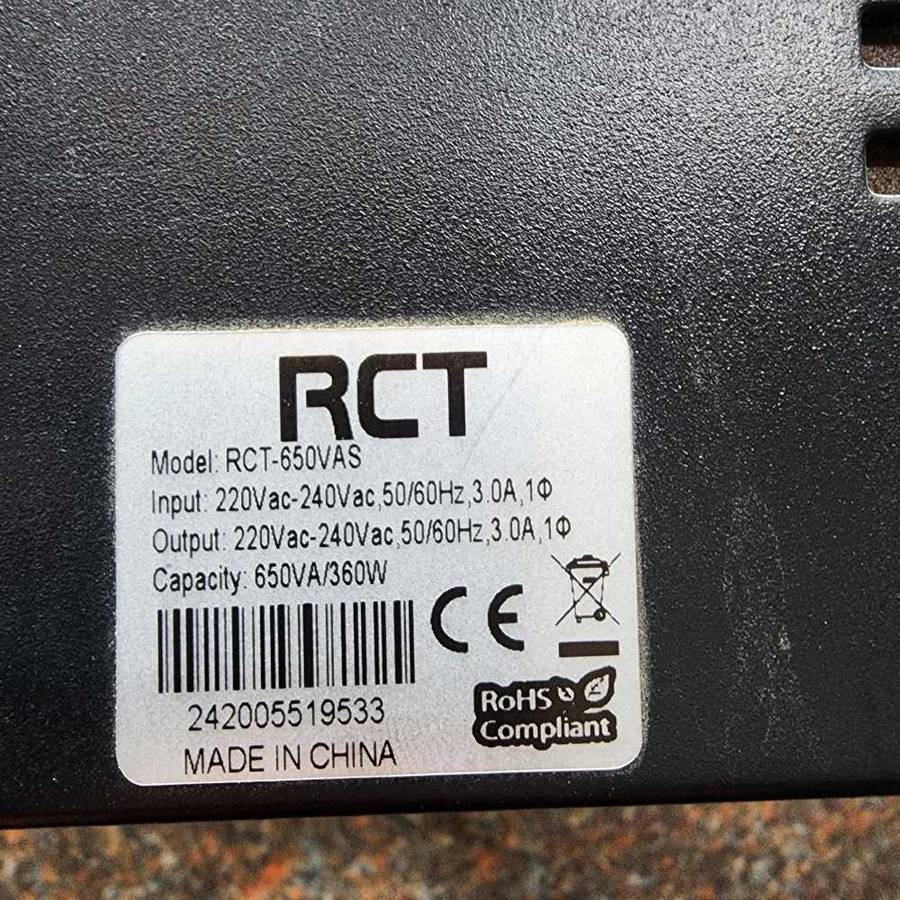 RCT
Model: RCT-650VAS
Input: 220Vac-240Vac,50/60Hz,3.0A,1Φ
Output: 220Vac-240Vac,50/60Hz,3.0A,1Φ
Capacity: 650VA/360W
CE
242005519533
RoHS
Compliant
MADE IN CHINA